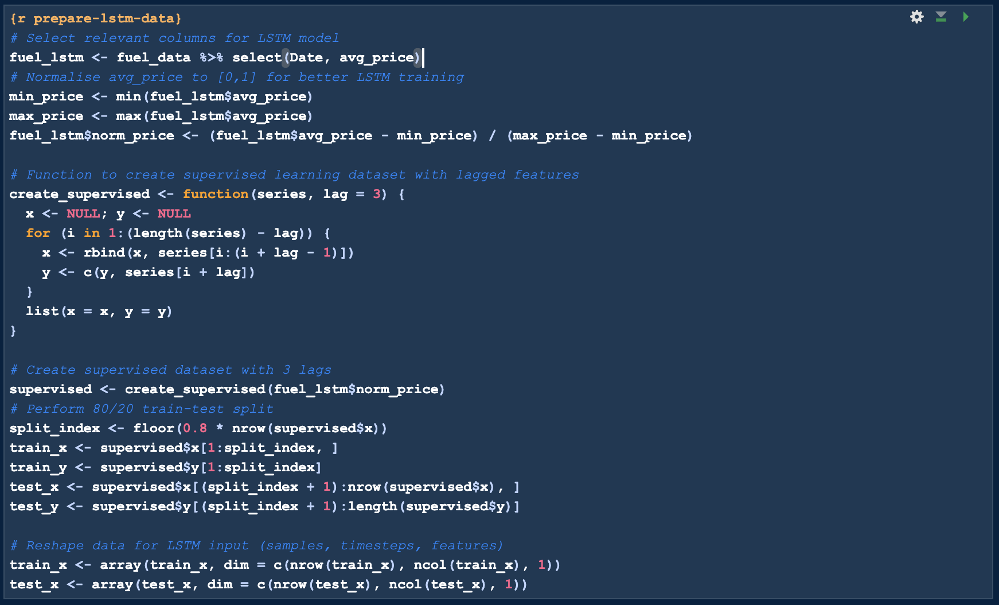 {r prepare-lstm-data}
# Select relevant columns for LSTM model
fuel_lstm <- fuel_data %>% select(Date, avg_price)
# Normalise avg_price to [0,1] for better LSTM training
min_price <- min(fuel_lstm$avg_price)
max_price <- max(fuel_lstm$avg_price)
fuel_lstm$norm_price <- (fuel_lstm$avg_price - min_price) / (max_price - min_price)

# Function to create supervised learning dataset with lagged features
create_supervised <- function(series, lag = 3) {
  x <- NULL; y <- NULL
  for (i in 1:(length(series) - lag)) {
    x <- rbind(x, series[i:(i + lag - 1)])
    y <- c(y, series[i + lag])
  }
  list(x = x, y = y)
}

# Create supervised dataset with 3 lags
supervised <- create_supervised(fuel_lstm$norm_price)
# Perform 80/20 train-test split
split_index <- floor(0.8 * nrow(supervised$x))
train_x <- supervised$x[1:split_index, ]
train_y <- supervised$y[1:split_index]
test_x <- supervised$x[(split_index + 1):nrow(supervised$x), ]
test_y <- supervised$y[(split_index + 1):length(supervised$y)]

# Reshape data for LSTM input (samples, timesteps, features)
train_x <- array(train_x, dim = c(nrow(train_x), ncol(train_x), 1))
test_x <- array(test_x, dim = c(nrow(test_x), ncol(test_x), 1))